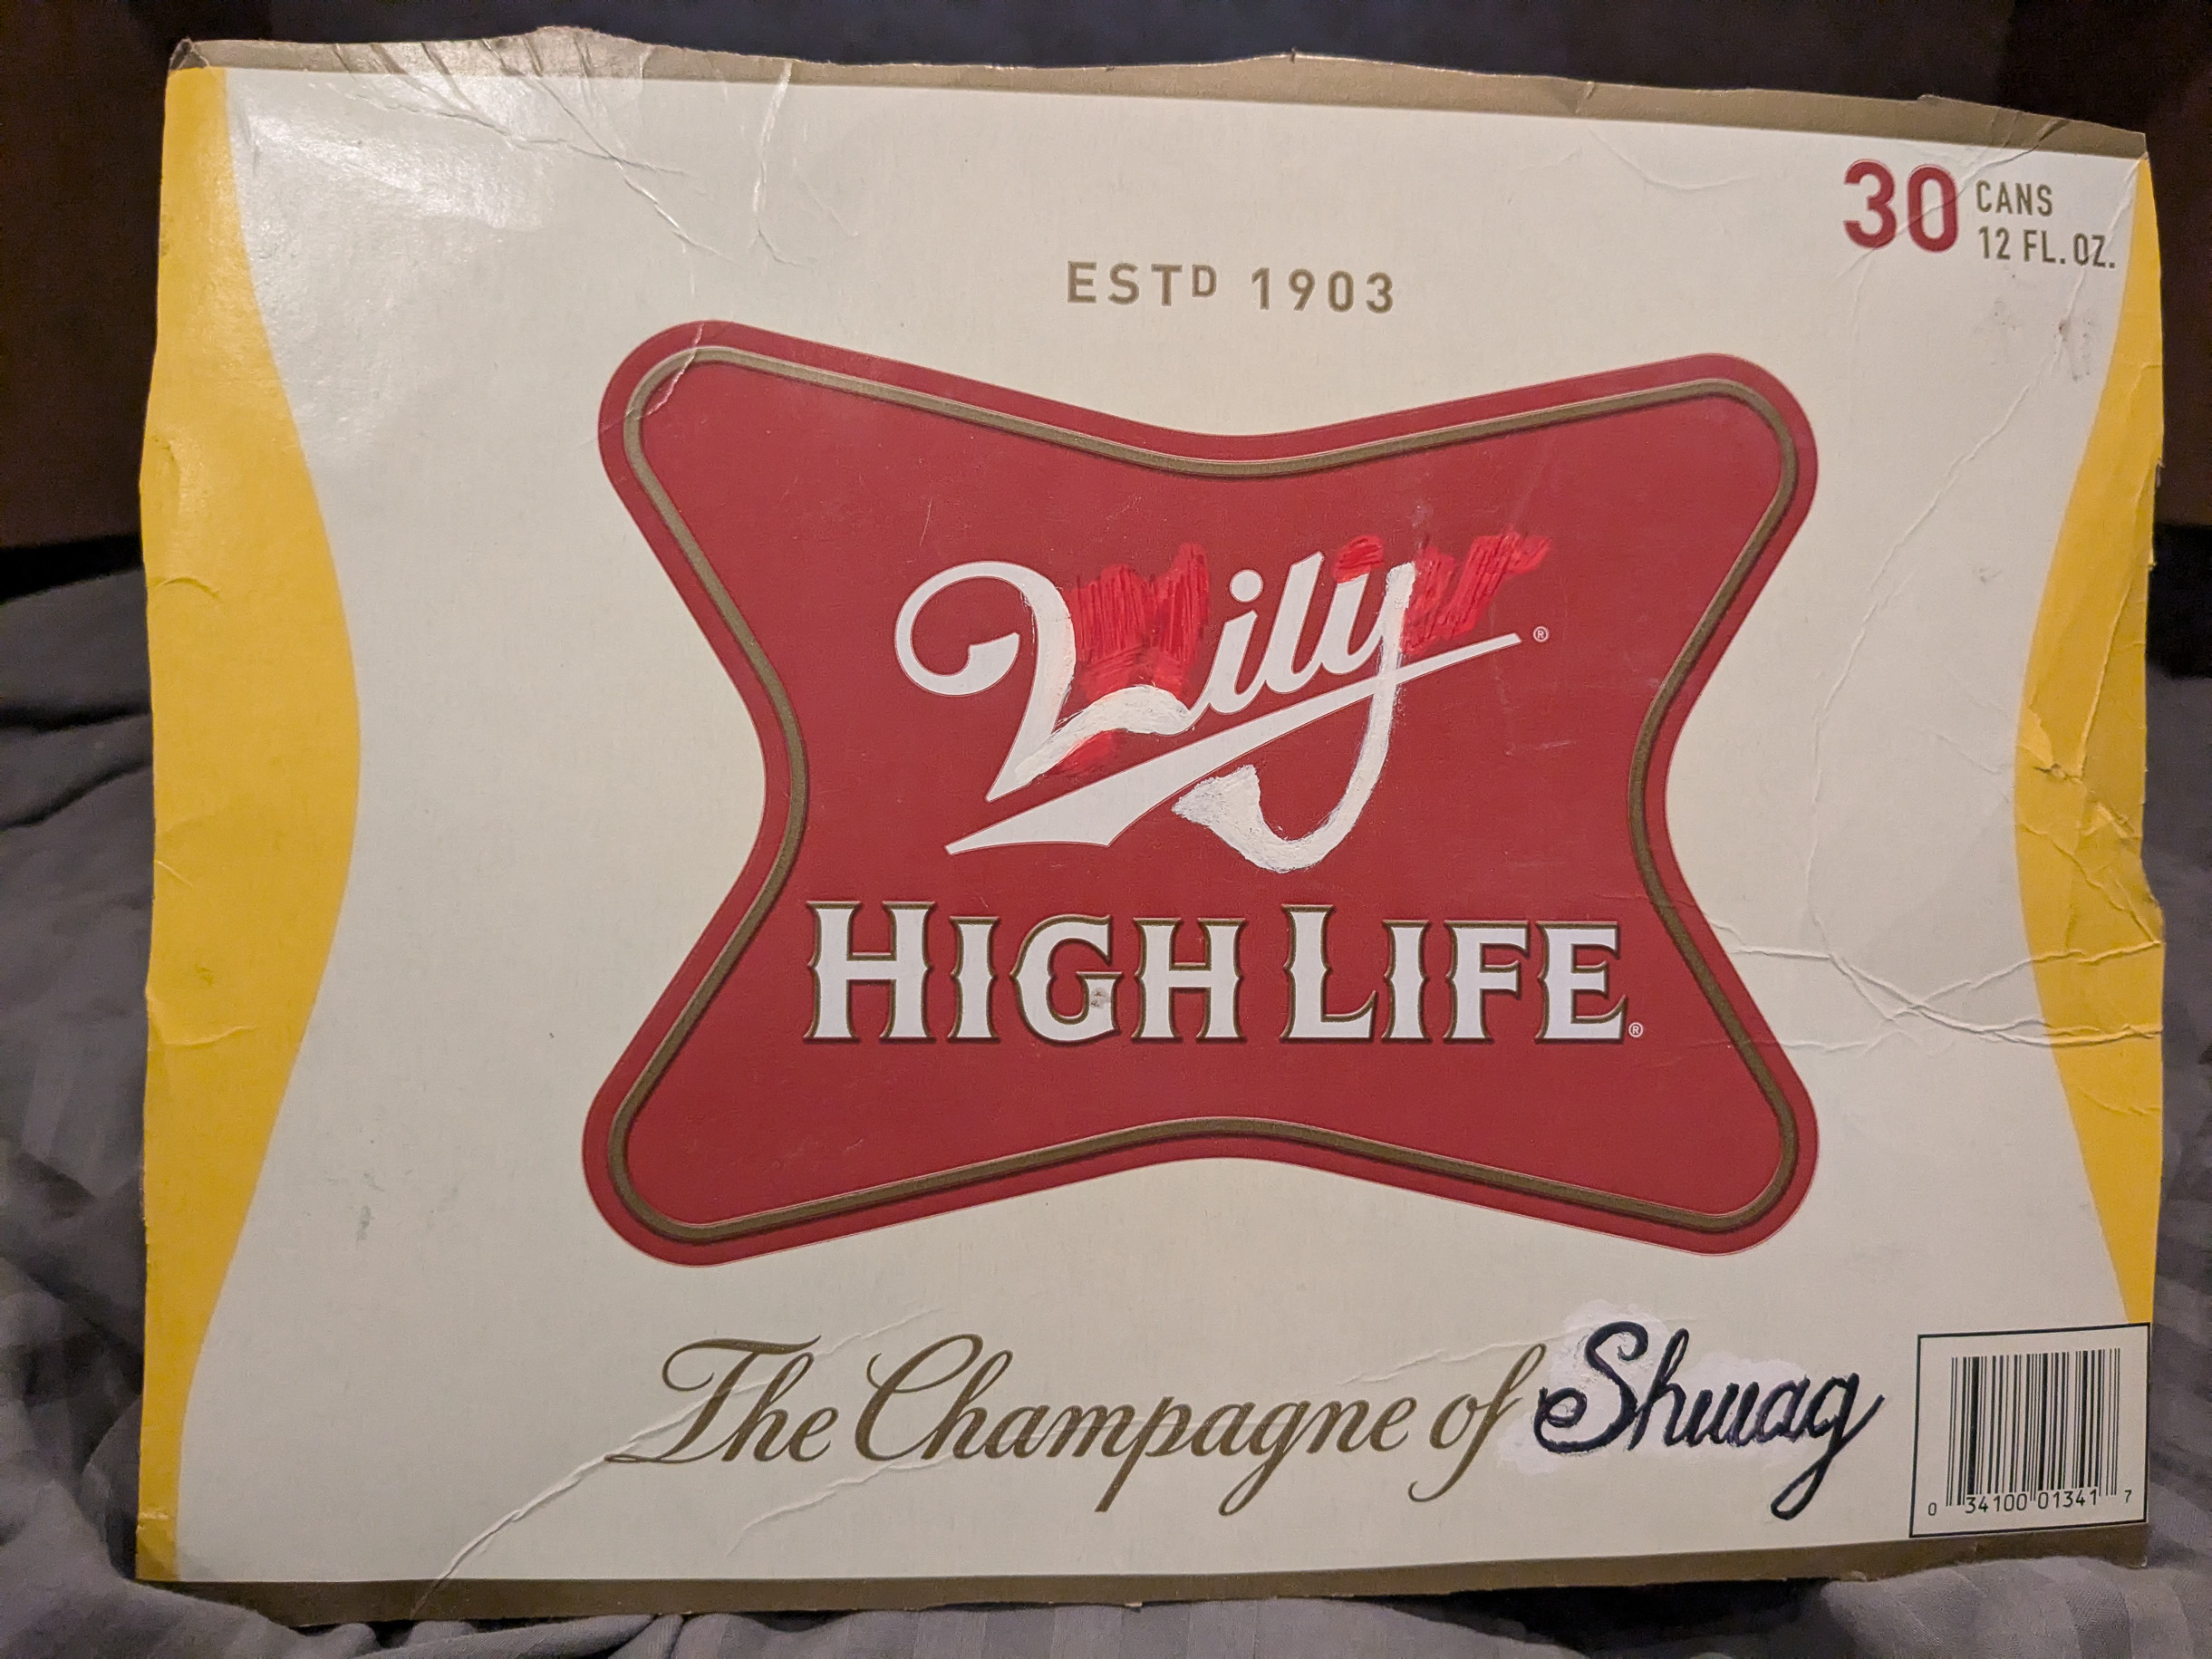 30 CANS
12 FL. OZ.
ESTD 1903
Lily®
HIGH LIFE®
The Champagne of Shwag
0 34100 01341 7